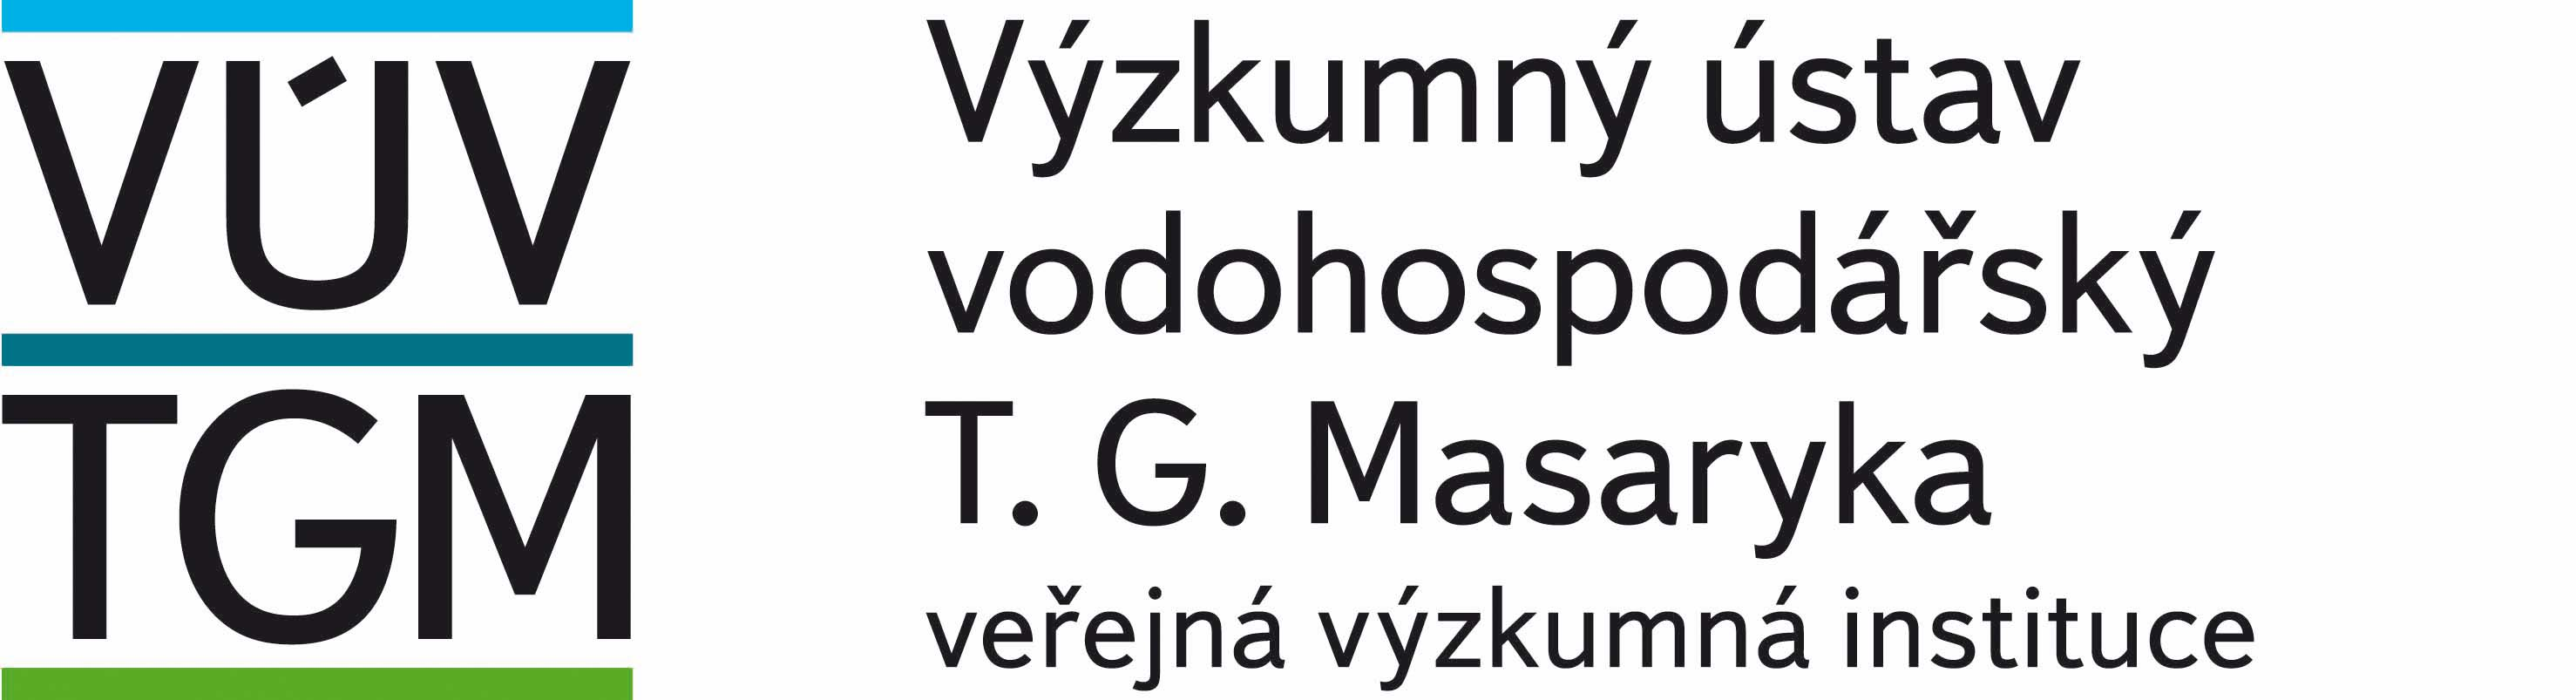 VÚV
TGM
Výzkumný ústav
vodohospodářský
T. G. Masaryka
veřejná výzkumná instituce